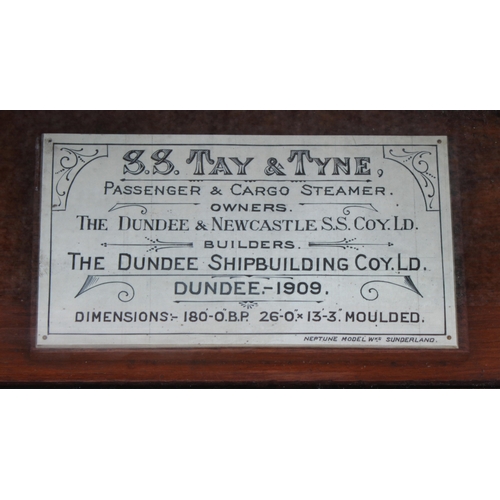 S.S. TAY & TYNE,
PASSENGER & CARGO STEAMER.
OWNERS.
THE DUNDEE & NEWCASTLE S.S. COY. LD.
BUILDERS.
THE DUNDEE SHIPBUILDING COY. LD.
DUNDEE.-1909.
DIMENSIONS:- 180-0. B.P. 26-0. × 13-3. MOULDED.
NEPTUNE MODEL WKS SUNDERLAND.